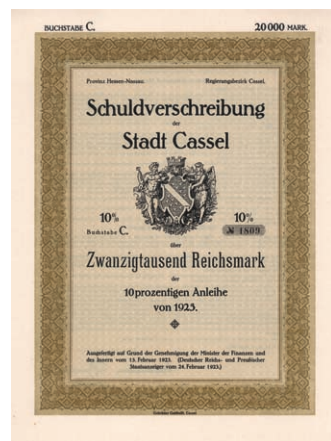 BUCHSTABE C. 20000 MARK.
Provinz Hessen-Nassau. Regierungsbezirk Cassel.
Schuldverschreibung
der
Stadt Cassel
10% 10%
Buchstabe C. № 1809
über
Zwanzigtausend Reichsmark
der
10prozentigen Anleihe
von 1923.
Ausgefertigt auf Grund der Genehmigung der Minister der Finanzen und
des Innern vom 13. Februar 1923. (Deutscher Reichs- und Preußischer
Staatsanzeiger vom 24. Februar 1923.)